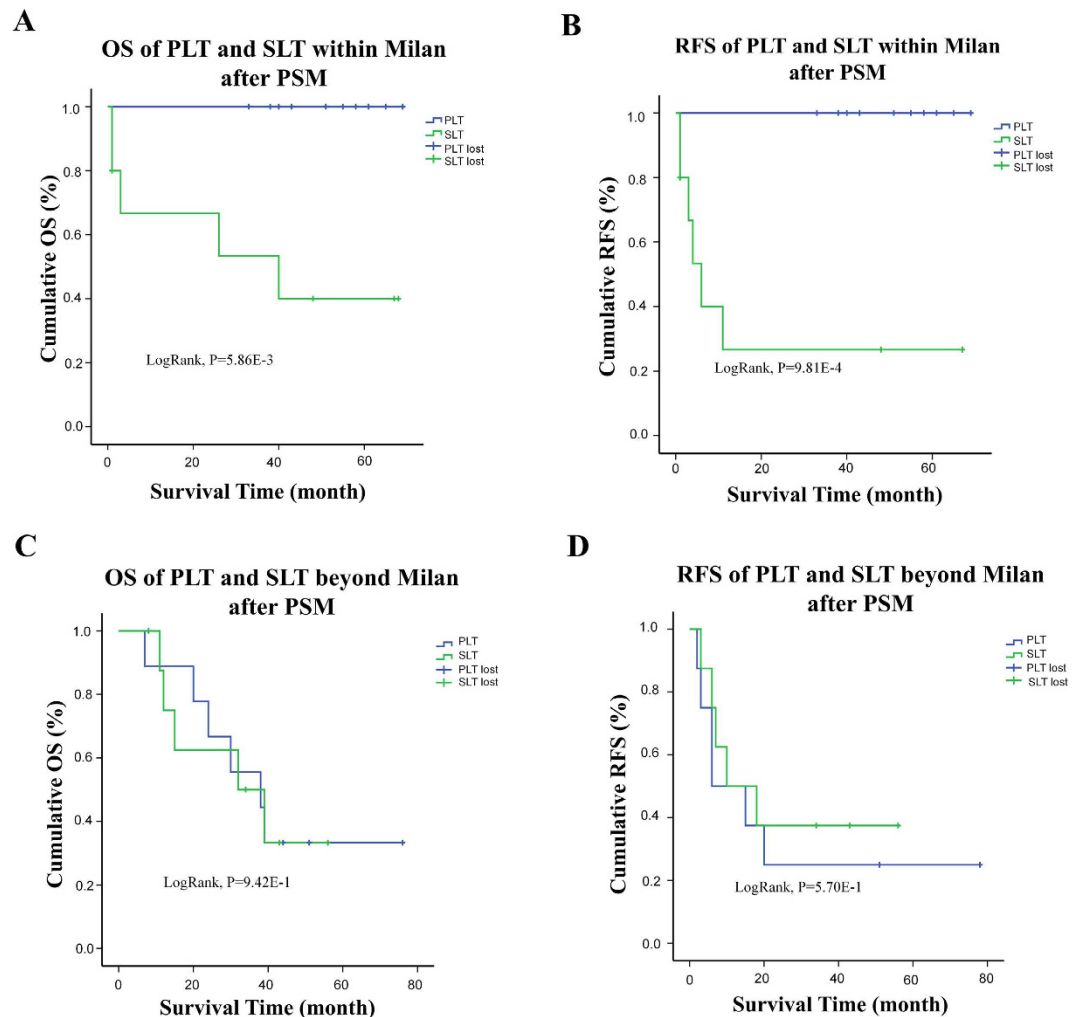 A
OS of PLT and SLT within Milan
after PSM
1.0
0.8
0.6
0.4
0.2
0.0
Cumulative OS (%)
PLT
SLT
PLT lost
SLT lost
LogRank, P=5.86E-3
0 20 40 60
Survival Time (month)
B
RFS of PLT and SLT within Milan
after PSM
1.0
0.8
0.6
0.4
0.2
0.0
Cumulative RFS (%)
PLT
SLT
PLT lost
SLT lost
LogRank, P=9.81E-4
0 20 40 60
Survival Time (month)
C
OS of PLT and SLT beyond Milan
after PSM
1.0
0.8
0.6
0.4
0.2
0.0
Cumulative OS (%)
PLT
SLT
PLT lost
SLT lost
LogRank, P=9.42E-1
0 20 40 60 80
Survival Time (month)
D
RFS of PLT and SLT beyond Milan
after PSM
1.0
0.8
0.6
0.4
0.2
0.0
Cumulative RFS (%)
PLT
SLT
PLT lost
SLT lost
LogRank, P=5.70E-1
0 20 40 60 80
Survival Time (month)